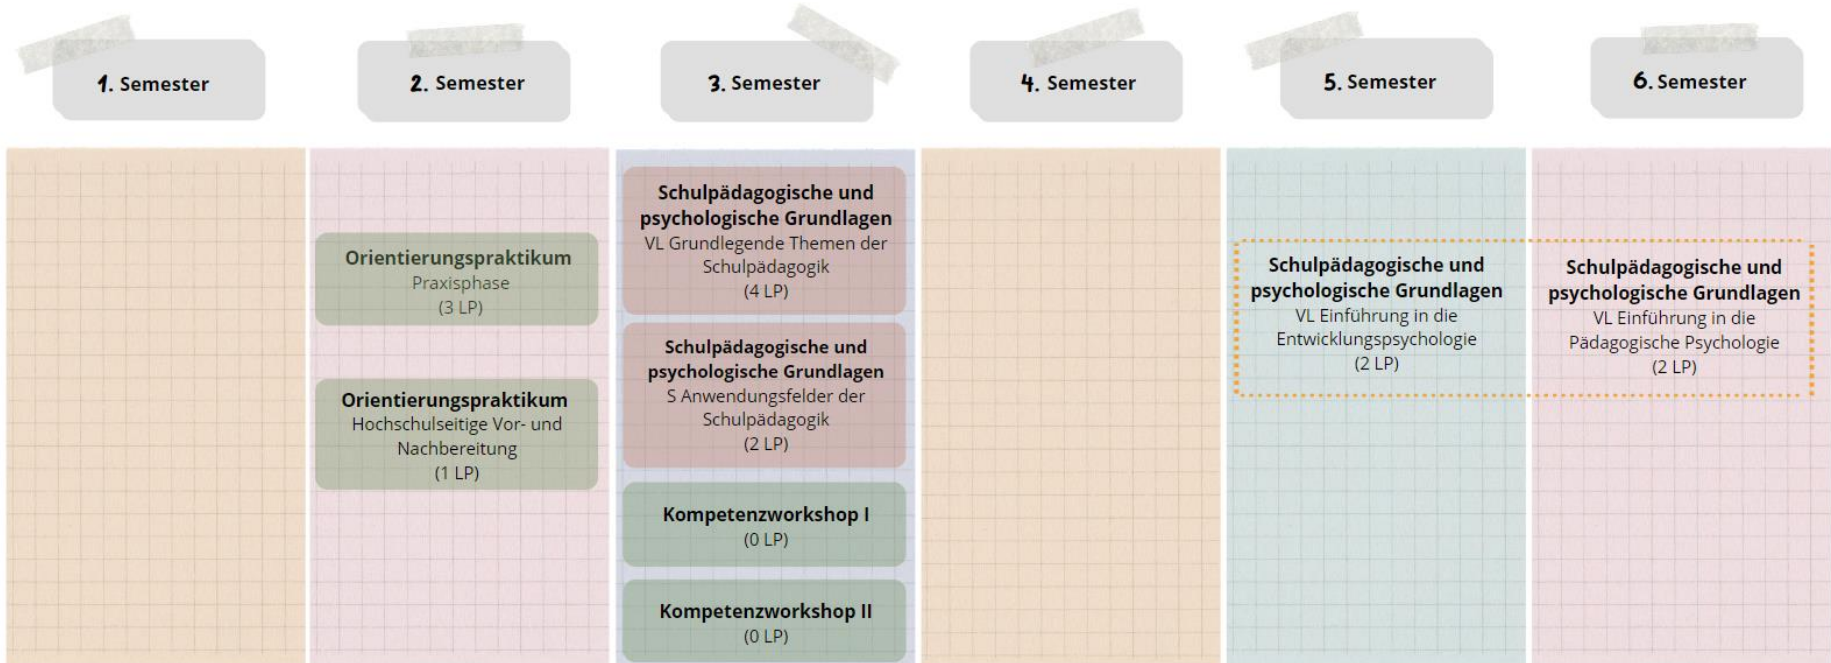 1. Semester
2. Semester
3. Semester
4. Semester
5. Semester
6. Semester
Orientierungspraktikum
Praxisphase
(3 LP)
Orientierungspraktikum
Hochschulseitige Vor- und
Nachbereitung
(1 LP)
Schulpädagogische und
psychologische Grundlagen
VL Grundlegende Themen der
Schulpädagogik
(4 LP)
Schulpädagogische und
psychologische Grundlagen
S Anwendungsfelder der
Schulpädagogik
(2 LP)
Kompetenzworkshop I
(0 LP)
Kompetenzworkshop II
(0 LP)
Schulpädagogische und
psychologische Grundlagen
VL Einführung in die
Entwicklungspsychologie
(2 LP)
Schulpädagogische und
psychologische Grundlagen
VL Einführung in die
Pädagogische Psychologie
(2 LP)